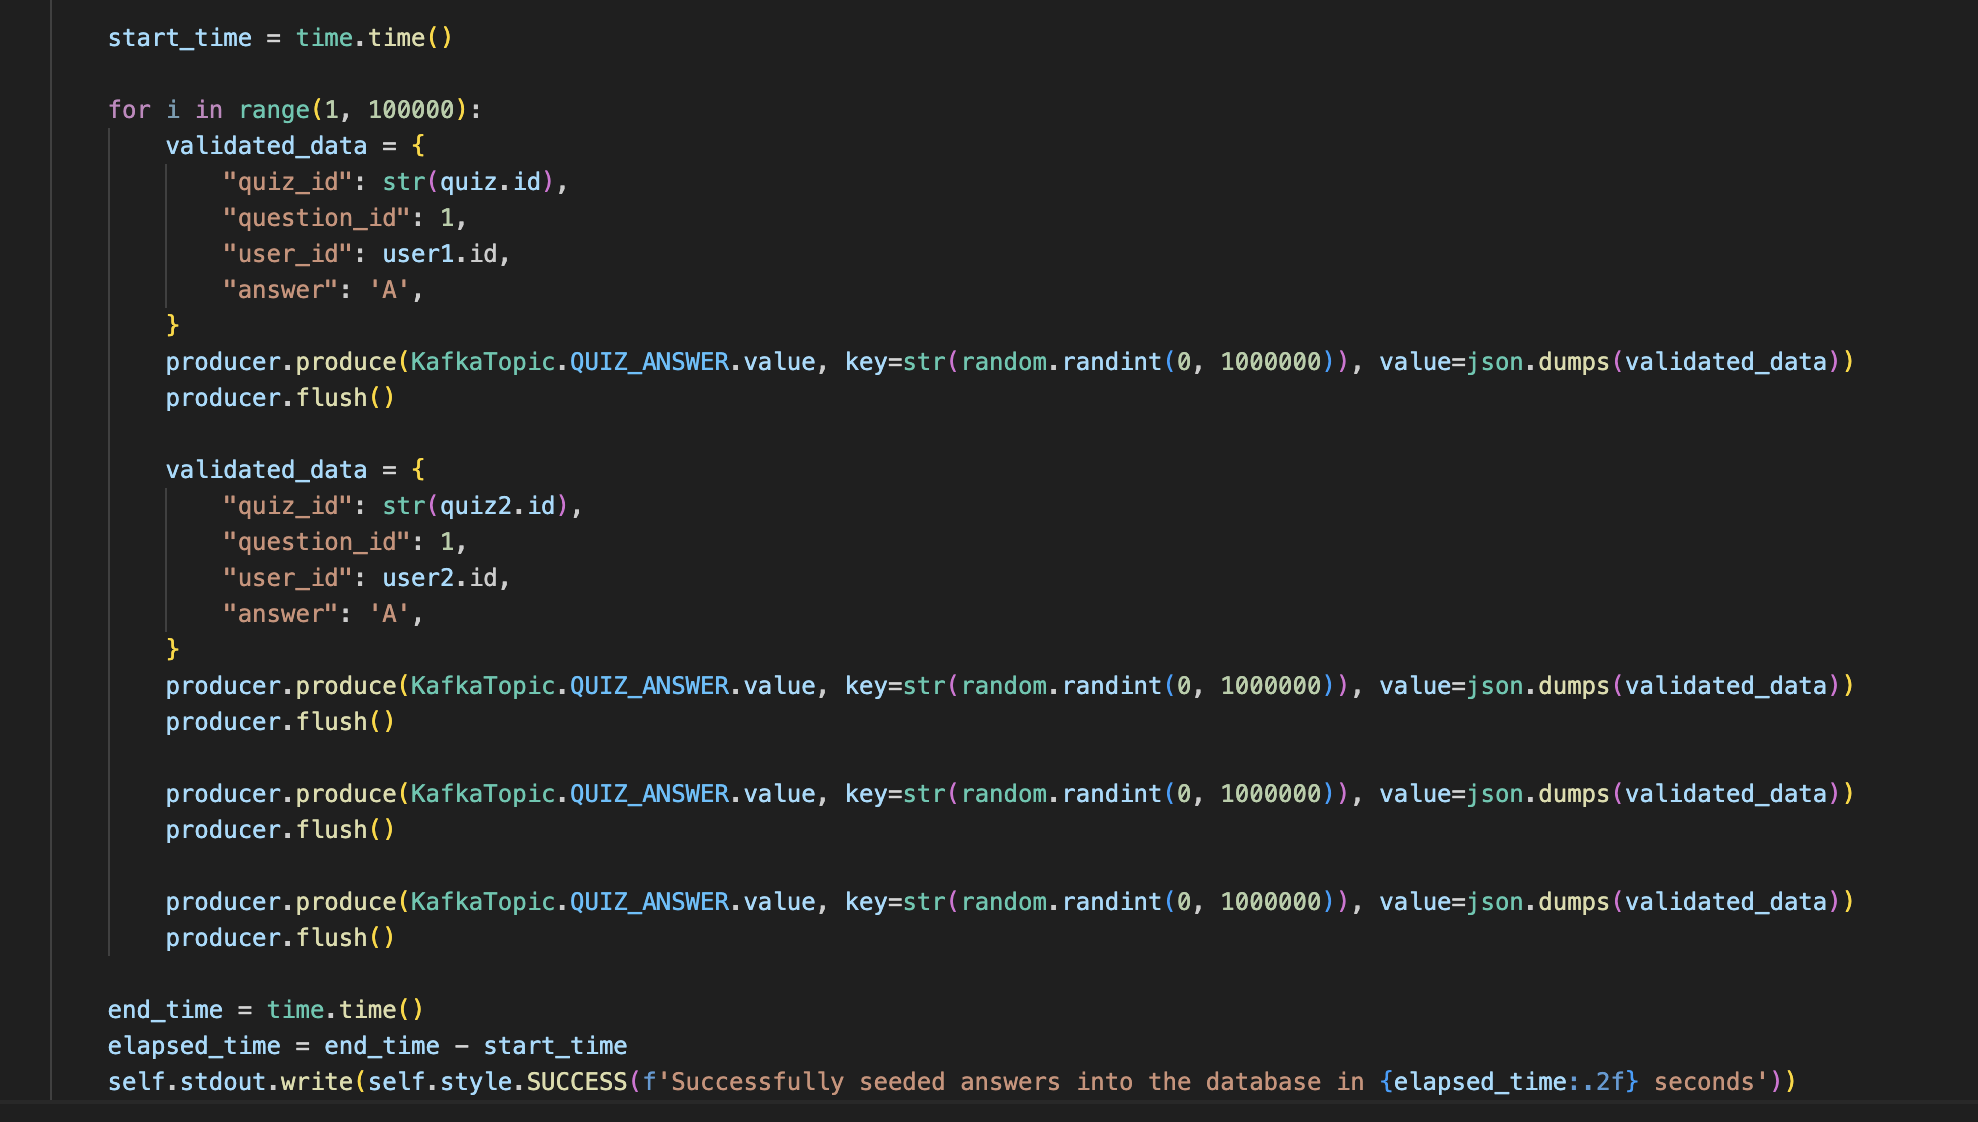 start_time = time.time()
for i in range(1, 100000):
validated_data = {
"quiz_id": str(quiz.id),
"question_id": 1,
"user_id": user1.id,
"answer": 'A',
}
producer.produce(KafkaTopic.QUIZ_ANSWER.value, key=str(random.randint(0, 1000000)), value=json.dumps(validated_data))
producer.flush()
validated_data = {
"quiz_id": str(quiz2.id),
"question_id": 1,
"user_id": user2.id,
"answer": 'A',
}
producer.produce(KafkaTopic.QUIZ_ANSWER.value, key=str(random.randint(0, 1000000)), value=json.dumps(validated_data))
producer.flush()
producer.produce(KafkaTopic.QUIZ_ANSWER.value, key=str(random.randint(0, 1000000)), value=json.dumps(validated_data))
producer.flush()
producer.produce(KafkaTopic.QUIZ_ANSWER.value, key=str(random.randint(0, 1000000)), value=json.dumps(validated_data))
producer.flush()
end_time = time.time()
elapsed_time = end_time - start_time
self.stdout.write(self.style.SUCCESS(f'Successfully seeded answers into the database in {elapsed_time:.2f} seconds'))